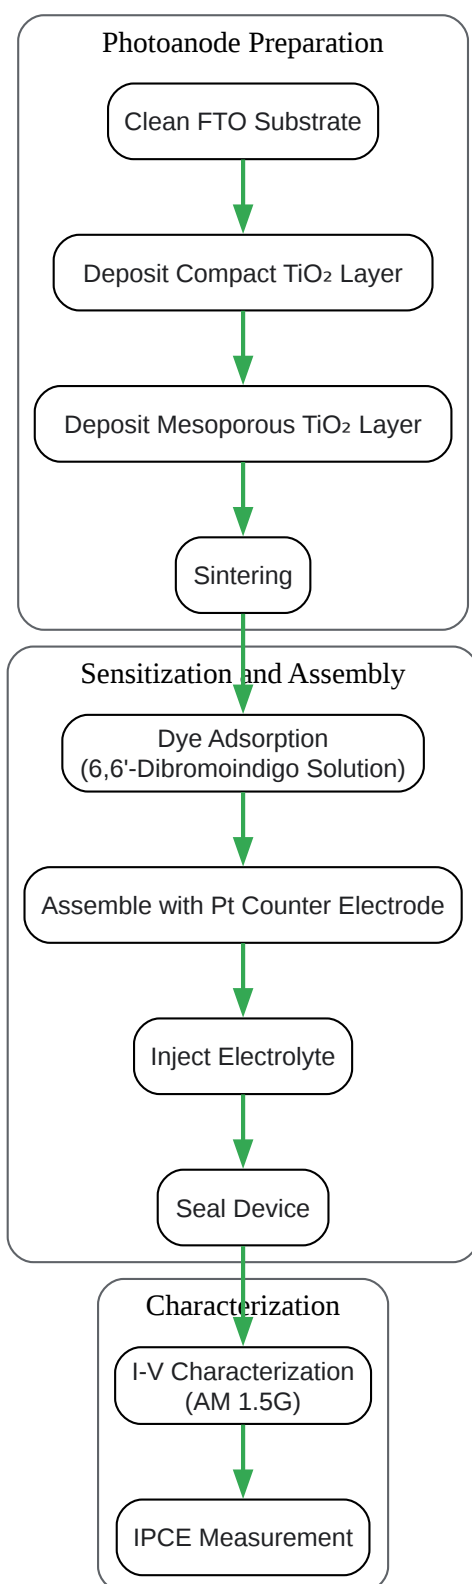 Photoanode Preparation
Clean FTO Substrate
Deposit Compact TiO₂ Layer
Deposit Mesoporous TiO₂ Layer
Sintering
Sensitization and Assembly
Dye Adsorption
(6,6'-Dibromoindigo Solution)
Assemble with Pt Counter Electrode
Inject Electrolyte
Seal Device
Characterization
I-V Characterization
(AM 1.5G)
IPCE Measurement